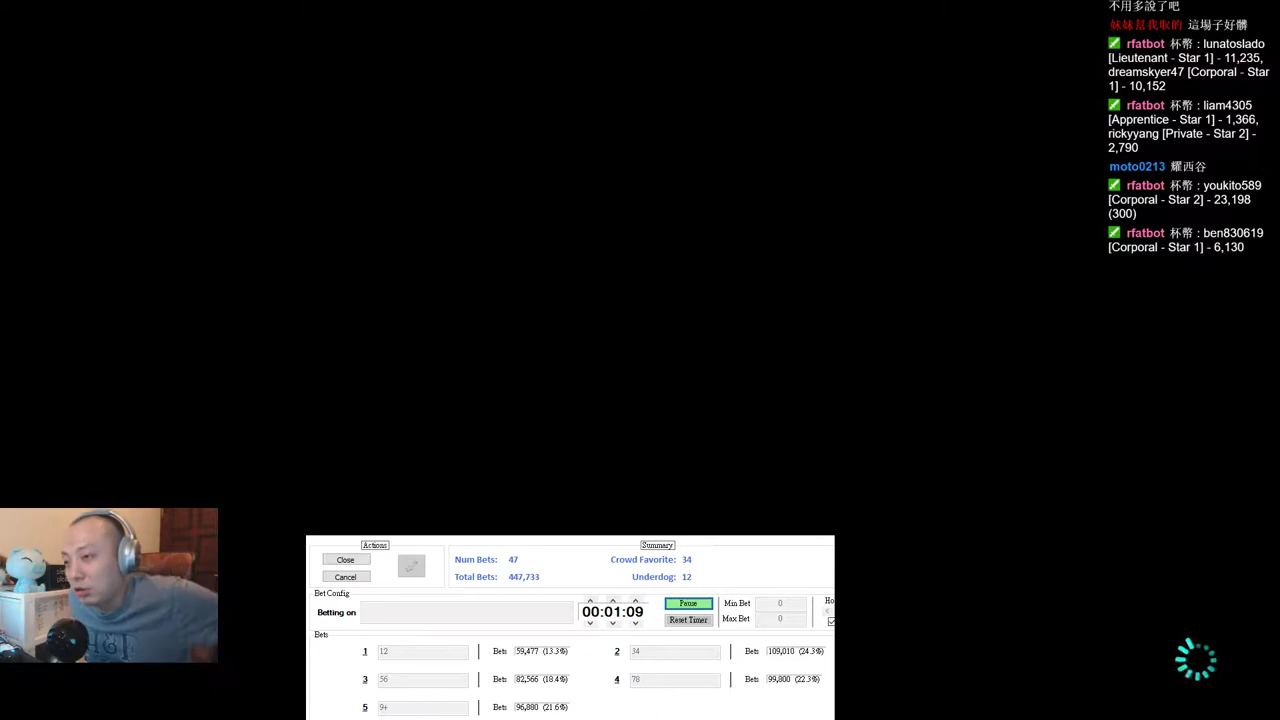 不用多說了吧
妹妹幫我取的 這場子好髒
rfatbot 杯幣 : lunatoslado
[Lieutenant - Star 1] - 11,235,
dreamskyer47 [Corporal - Star
1] - 10,152
rfatbot 杯幣 : liam4305
[Apprentice - Star 1] - 1,366,
rickyyang [Private - Star 2] -
2,790
moto0213 耀西谷
rfatbot 杯幣 : youkito589
[Corporal - Star 2] - 23,198
(300)
rfatbot 杯幣 : ben830619
[Corporal - Star 1] - 6,130
Actions
Close
Cancel
Summary
Num Bets: 47
Crowd Favorite: 34
Total Bets: 447,733
Underdog: 12
Bet Config
Betting on
00:01:09
Pause
Reset Timer
Min Bet 0
Max Bet 0
Ho
Bets
1 12 Bets 59,477 (13.3%)
2 34 Bets 109,010 (24.3%)
3 56 Bets 82,566 (18.4%)
4 78 Bets 99,800 (22.3%)
5 9+ Bets 96,880 (21.6%)